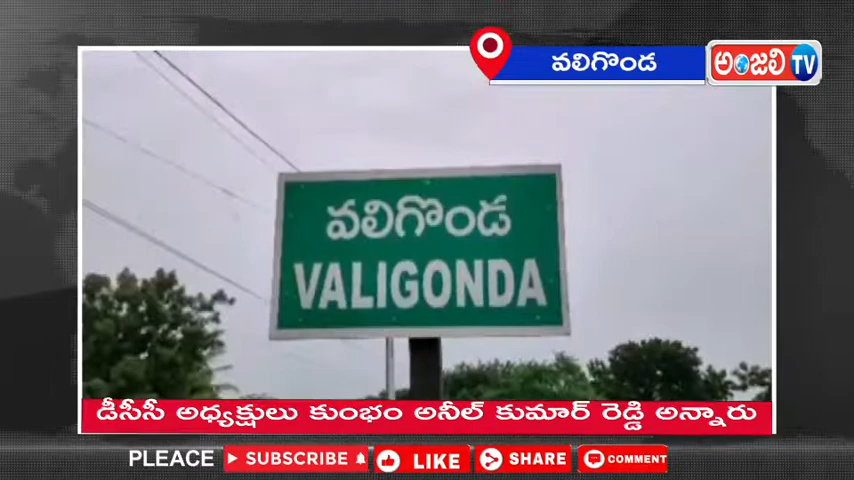 వలిగొండ
అంజలి TV
వలిగొండ
VALIGONDA
డీసీసీ అధ్యక్షులు కుంభం అనీల్ కుమార్ రెడ్డి అన్నారు
PLEACE SUBSCRIBE LIKE SHARE COMMENT